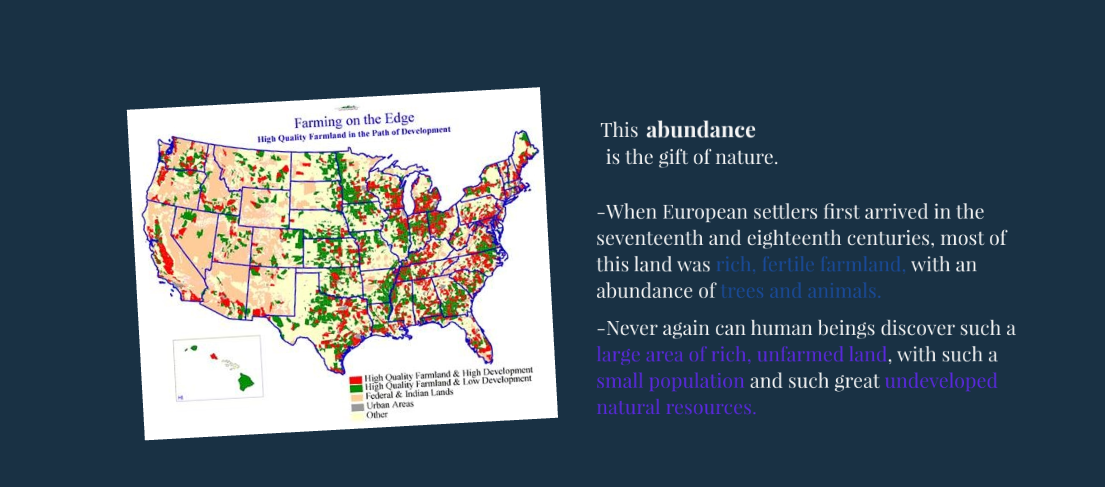 Farming on the Edge
High Quality Farmland in the Path of Development
High Quality Farmland & High Development
High Quality Farmland & Low Development
Federal & Indian Lands
Urban Areas
Other
This abundance
is the gift of nature.
-When European settlers first arrived in the
seventeenth and eighteenth centuries, most of
this land was rich, fertile farmland, with an
abundance of trees and animals.
-Never again can human beings discover such a
large area of rich, unfarmed land, with such a
small population and such great undeveloped
natural resources.